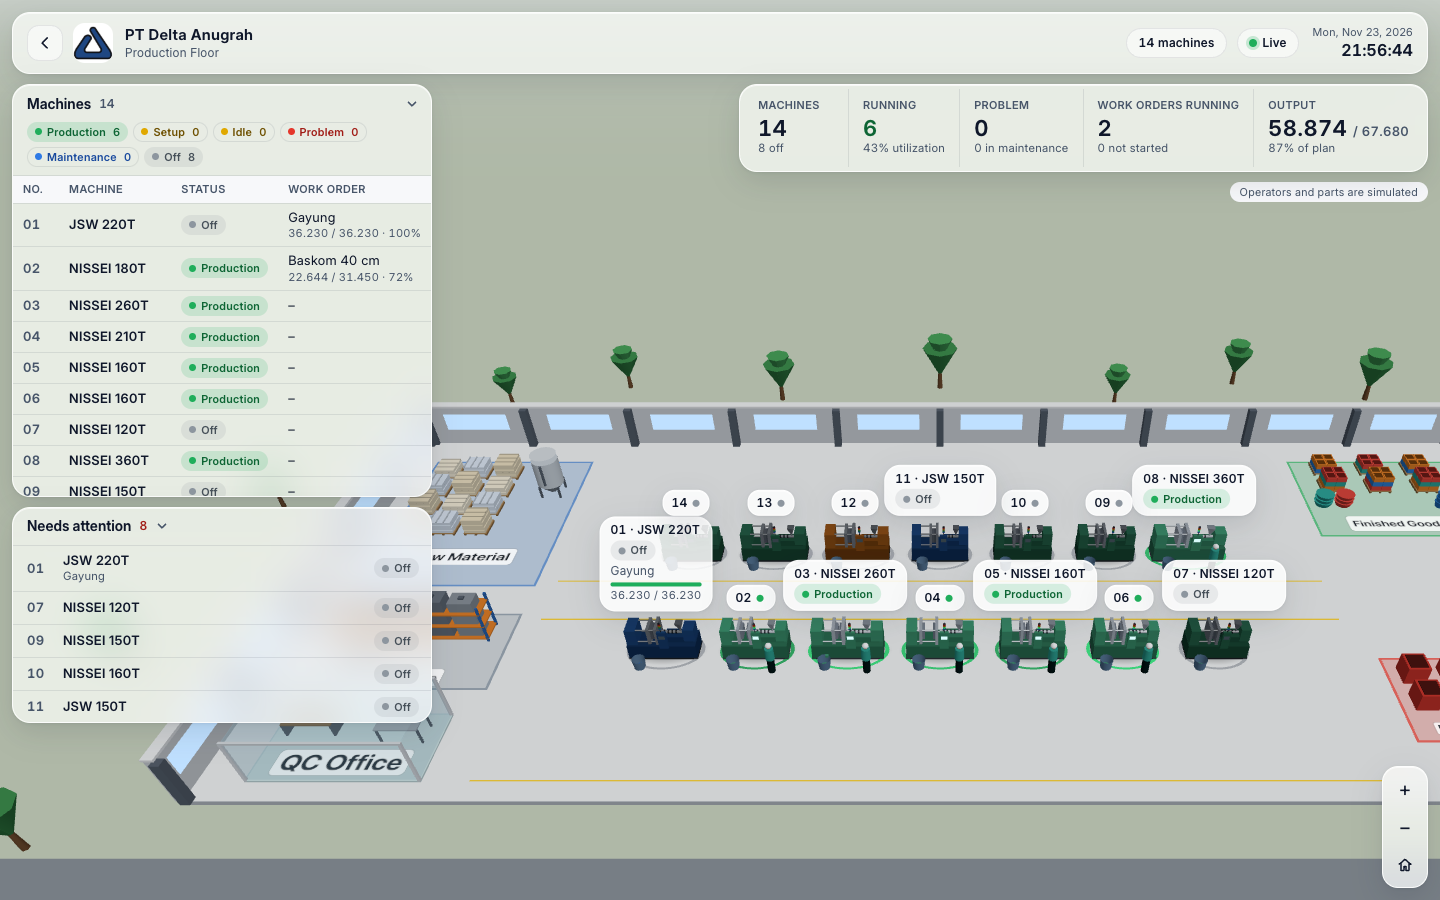 PT Delta Anugrah
Production Floor
14 machines
Live
Mon, Nov 23, 2026
21:56:44
Machines 14
Production 6
Setup 0
Idle 0
Problem 0
Maintenance 0
Off 8
NO. MACHINE STATUS WORK ORDER
01 JSW 220T Off Gayung
36.230 / 36.230 · 100%
02 NISSEI 180T Production Baskom 40 cm
22.644 / 31.450 · 72%
03 NISSEI 260T Production –
04 NISSEI 210T Production –
05 NISSEI 160T Production –
06 NISSEI 160T Production –
07 NISSEI 120T Off –
08 NISSEI 360T Production –
09 NISSEI 150T Off –
Needs attention 8
01 JSW 220T Off
Gayung
07 NISSEI 120T Off
09 NISSEI 150T Off
10 NISSEI 160T Off
11 JSW 150T Off
MACHINES
14
8 off
RUNNING
6
43% utilization
PROBLEM
0
0 in maintenance
WORK ORDERS RUNNING
2
0 not started
OUTPUT
58.874 / 67.680
87% of plan
Operators and parts are simulated
14
13
12
11 · JSW 150T
Off
10
09
08 · NISSEI 360T
Production
01 · JSW 220T
Off
Gayung
36.230 / 36.230
02
03 · NISSEI 260T
Production
04
05 · NISSEI 160T
Production
06
07 · NISSEI 120T
Off
w Material
Finished Good
QC Office
+
−